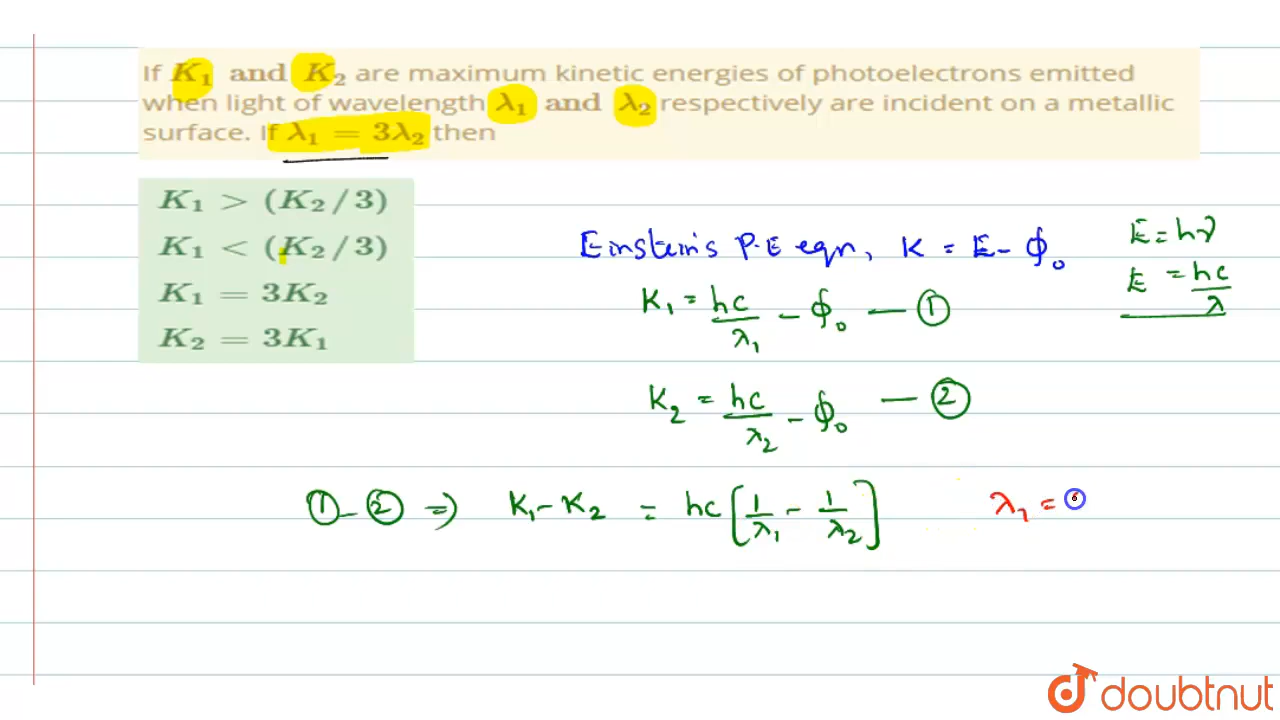 If K₁ and K₂ are maximum kinetic energies of photoelectrons emitted
when light of wavelength λ₁ and λ₂ respectively are incident on a metallic
surface. If λ₁ = 3λ₂ then
K₁ > (K₂/3)
K₁ < (K₂/3)
K₁ = 3K₂
K₂ = 3K₁
Einstein's P.E eqn, K = E - ϕ₀
E = hν
E = hc/λ
K₁ = hc/λ₁ - ϕ₀ — ①
K₂ = hc/λ₂ - ϕ₀ — ②
① - ② ⇒ K₁ - K₂ = hc [1/λ₁ - 1/λ₂]
λ₁ =
doubtnut